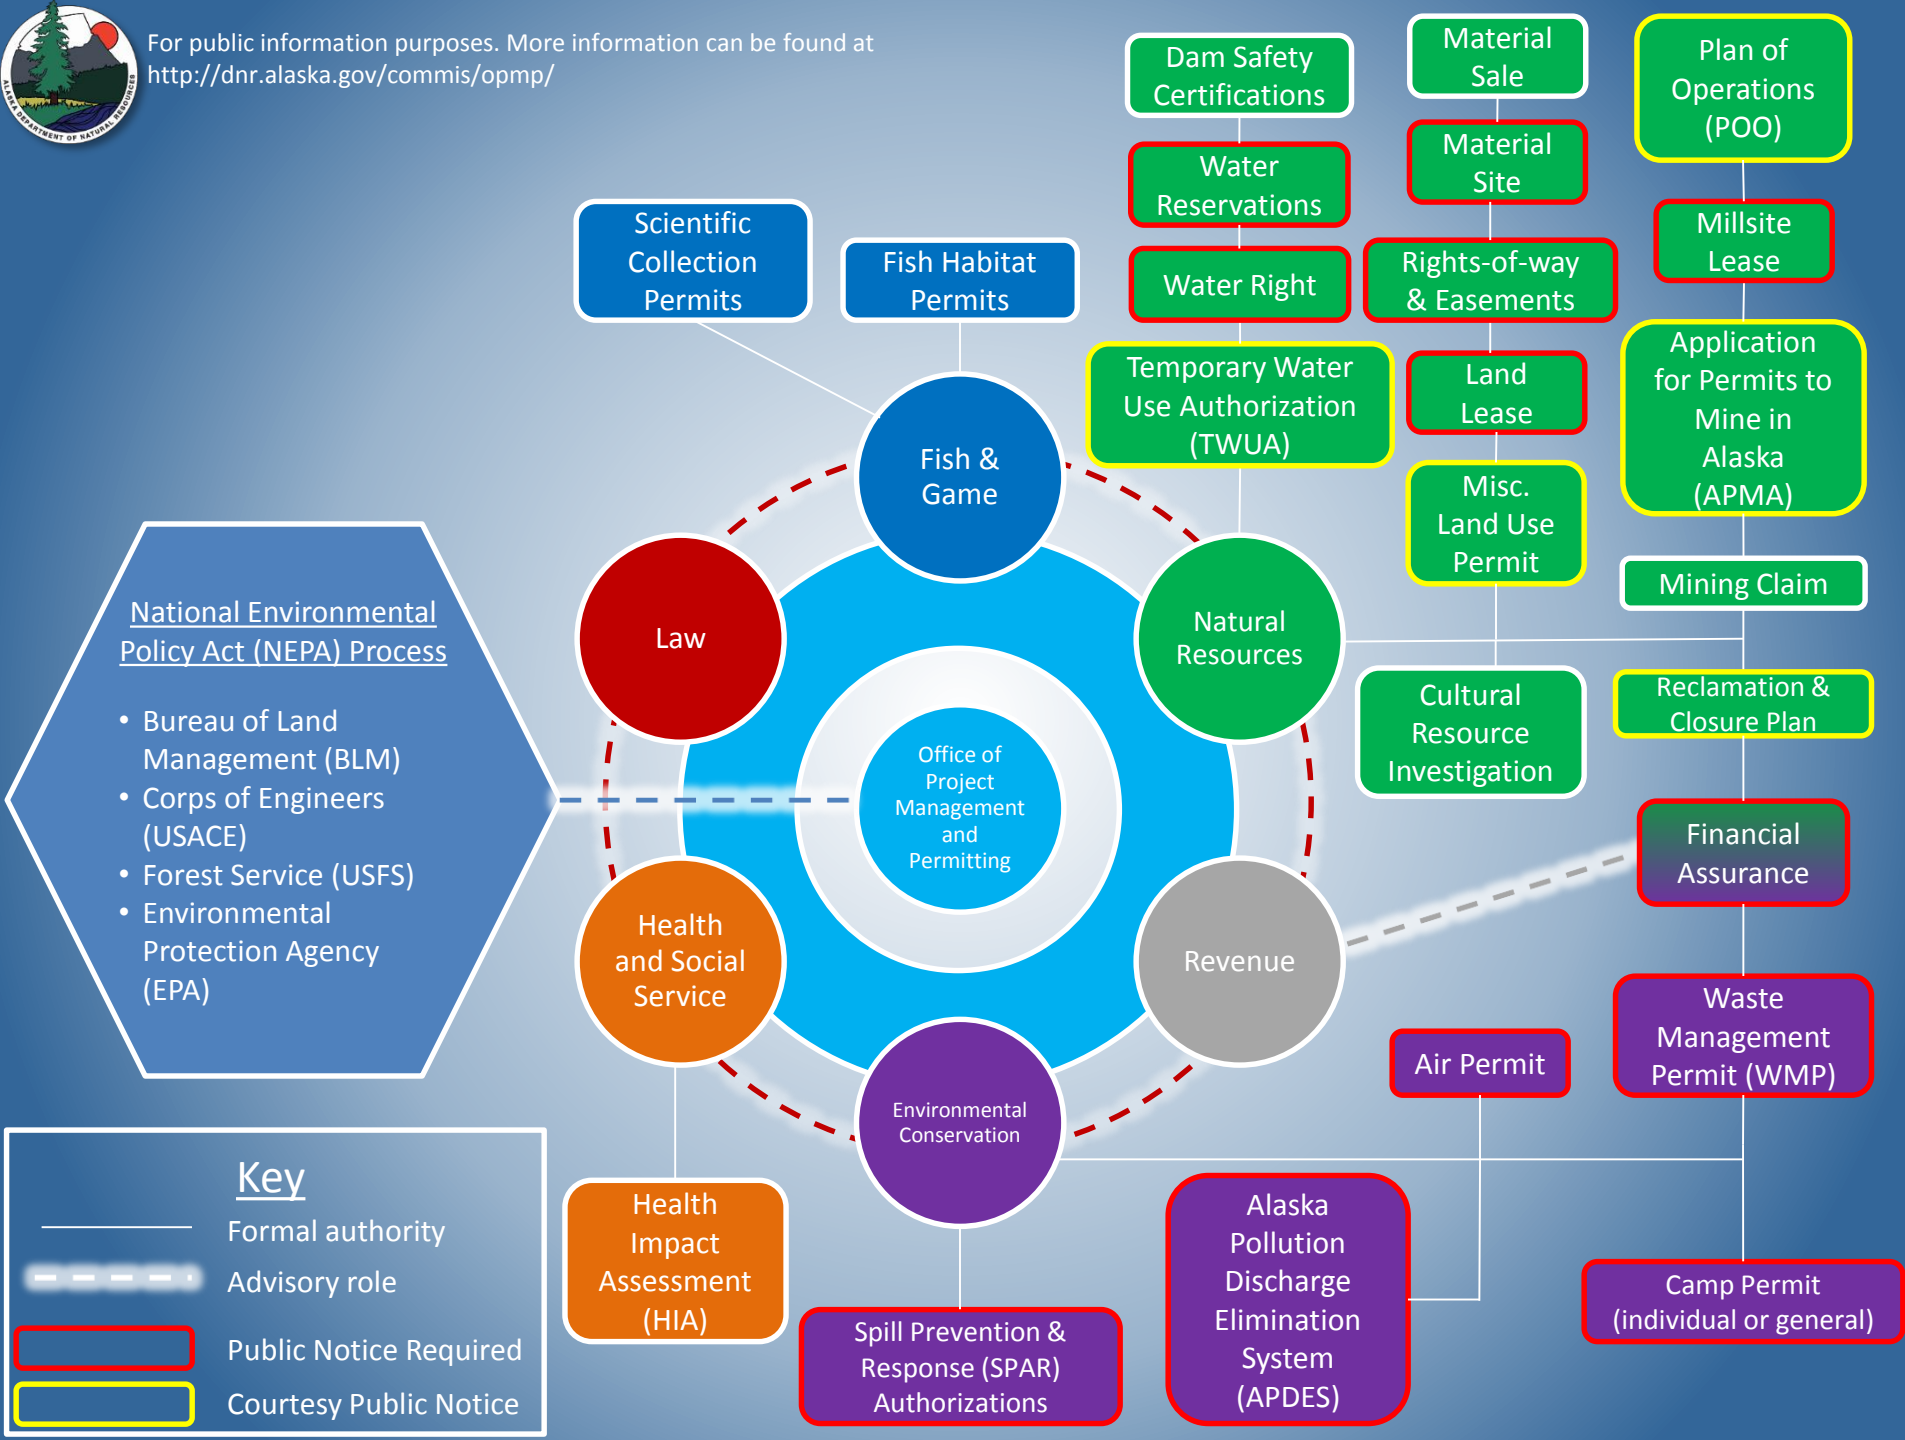 For public information purposes. More information can be found at
http://dnr.alaska.gov/commis/opmp/
ALASKA DEPARTMENT OF NATURAL RESOURCES
Dam Safety
Certifications
Water
Reservations
Water Right
Temporary Water
Use Authorization
(TWUA)
Material
Sale
Material
Site
Rights-of-way
& Easements
Land
Lease
Misc.
Land Use
Permit
Cultural
Resource
Investigation
Plan of
Operations
(POO)
Millsite
Lease
Application
for Permits to
Mine in
Alaska
(APMA)
Mining Claim
Reclamation &
Closure Plan
Financial
Assurance
Waste
Management
Permit (WMP)
Air Permit
Alaska
Pollution
Discharge
Elimination
System
(APDES)
Camp Permit
(individual or general)
Scientific
Collection
Permits
Fish Habitat
Permits
Fish &
Game
Law
Natural
Resources
Office of
Project
Management
and
Permitting
Health
and Social
Service
Revenue
Environmental
Conservation
Health
Impact
Assessment
(HIA)
Spill Prevention &
Response (SPAR)
Authorizations
National Environmental
Policy Act (NEPA) Process
• Bureau of Land
Management (BLM)
• Corps of Engineers
(USACE)
• Forest Service (USFS)
• Environmental
Protection Agency
(EPA)
Key
Formal authority
Advisory role
Public Notice Required
Courtesy Public Notice